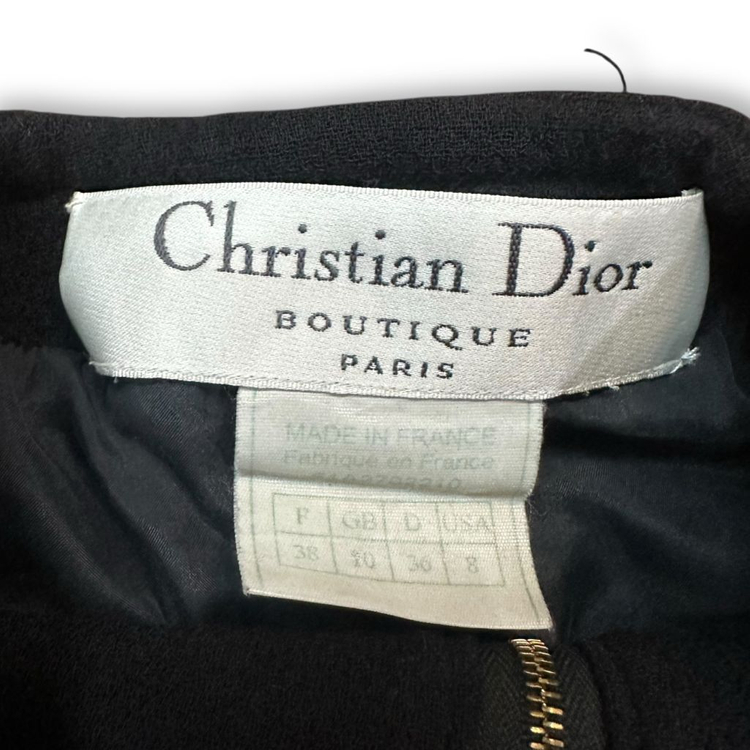 Christian Dior
BOUTIQUE
PARIS
MADE IN FRANCE
Fabriqué en France
F GB D USA
38 10 36 8